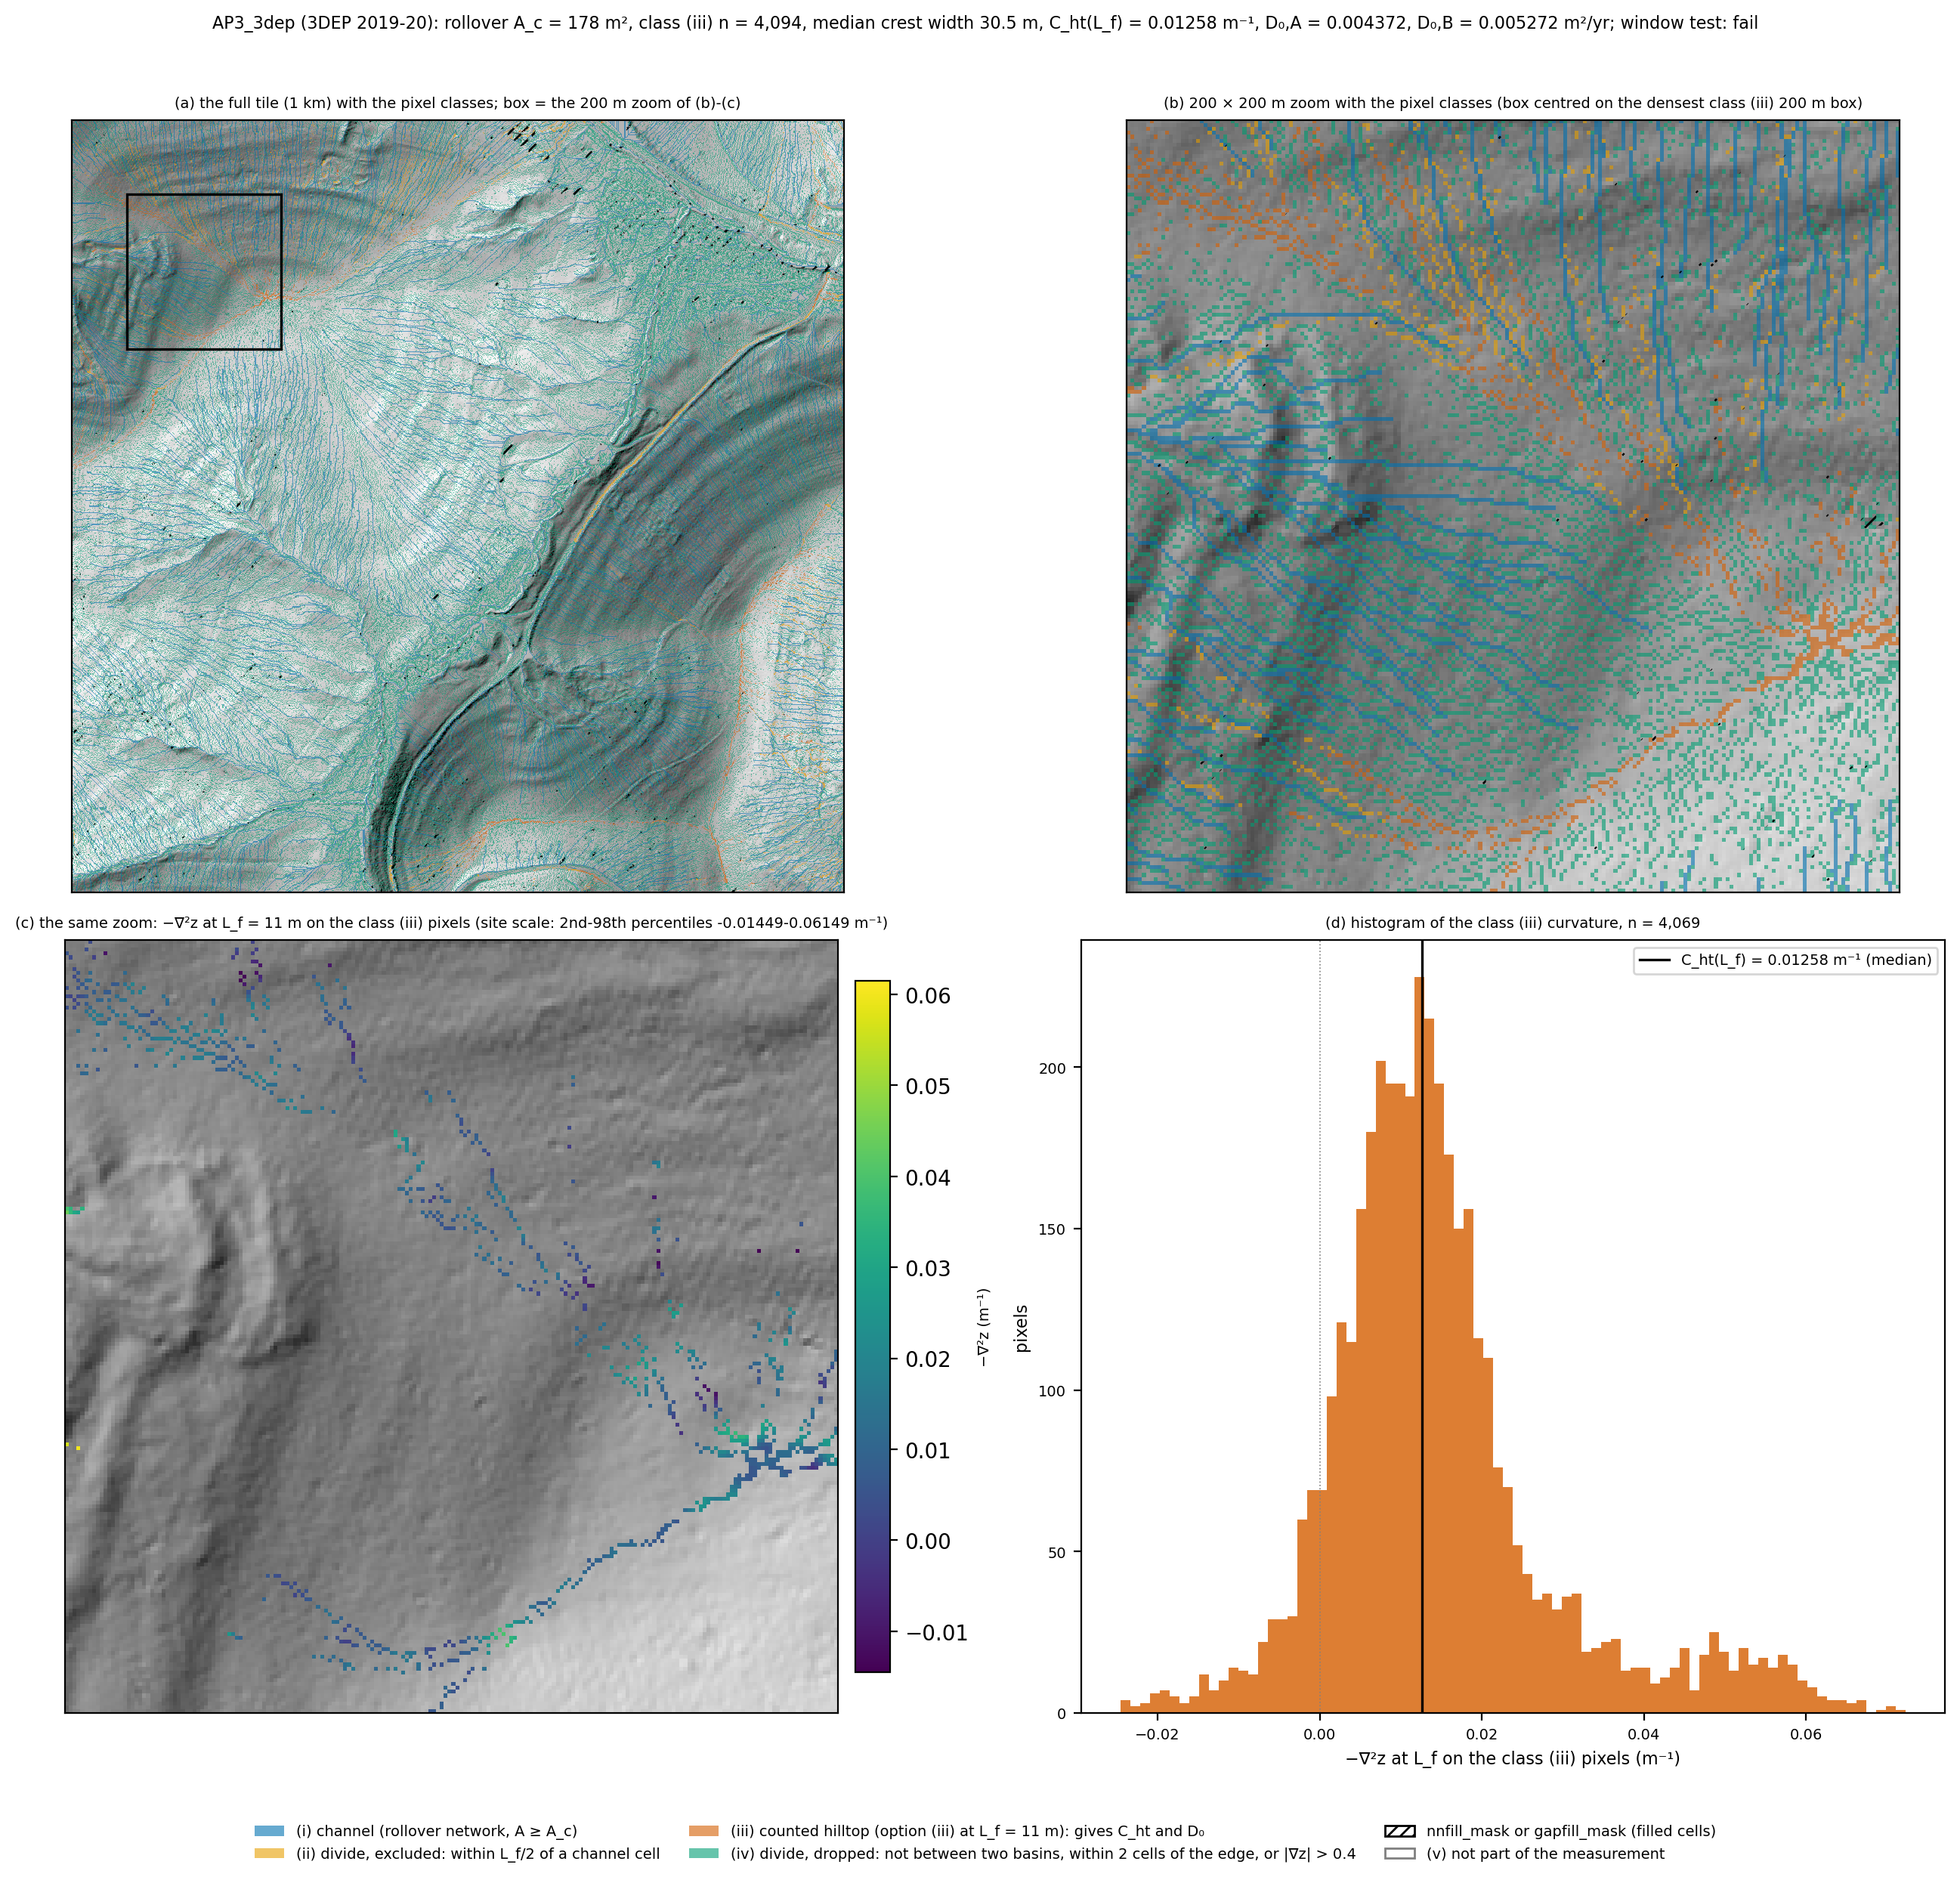 AP3_3dep (3DEP 2019-20): rollover A_c = 178 m², class (iii) n = 4,094, median crest width 30.5 m, C_ht(L_f) = 0.01258 m⁻¹, D₀,A = 0.004372, D₀,B = 0.005272 m²/yr; window test: fail
(a) the full tile (1 km) with the pixel classes; box = the 200 m zoom of (b)-(c)
(b) 200 × 200 m zoom with the pixel classes (box centred on the densest class (iii) 200 m box)
(c) the same zoom: −∇²z at L_f = 11 m on the class (iii) pixels (site scale: 2nd-98th percentiles -0.01449-0.06149 m⁻¹)
0.06
0.05
0.04
0.03
0.02
0.01
0.00
−0.01
−∇²z (m⁻¹)
(d) histogram of the class (iii) curvature, n = 4,069
C_ht(L_f) = 0.01258 m⁻¹ (median)
pixels
200
150
100
50
0
−0.02
0.00
0.02
0.04
0.06
−∇²z at L_f on the class (iii) pixels (m⁻¹)
(i) channel (rollover network, A ≥ A_c)
(ii) divide, excluded: within L_f/2 of a channel cell
(iii) counted hilltop (option (iii) at L_f = 11 m): gives C_ht and D₀
(iv) divide, dropped: not between two basins, within 2 cells of the edge, or |∇z| > 0.4
nnfill_mask or gapfill_mask (filled cells)
(v) not part of the measurement